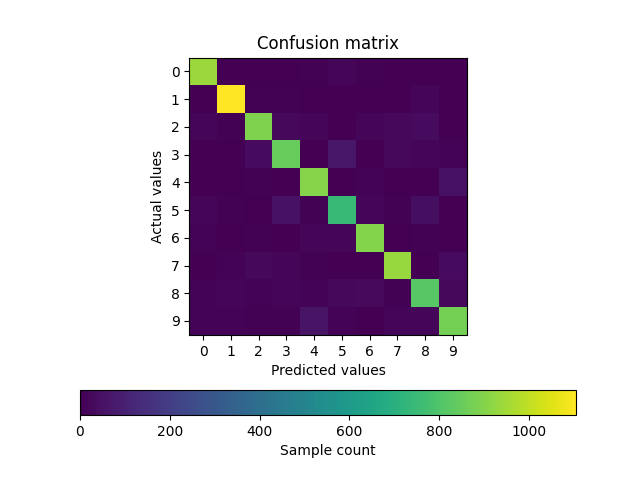 Confusion matrix
0
1
2
3
4
5
6
7
8
9
Actual values
0 1 2 3 4 5 6 7 8 9
Predicted values
0 200 400 600 800 1000
Sample count